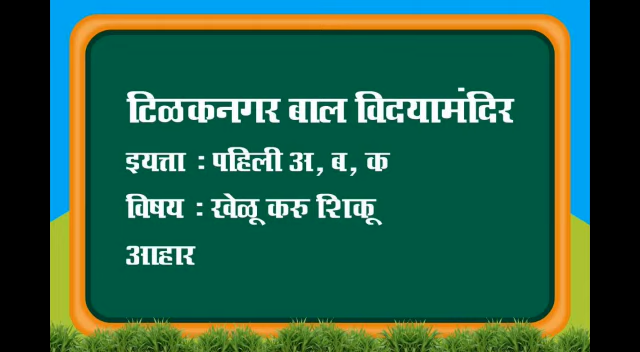 टिळकनगर बाल विदयामंदिर
इयत्ता : पहिली अ, ब, क
विषय : खेळू करु शिकू
आहार